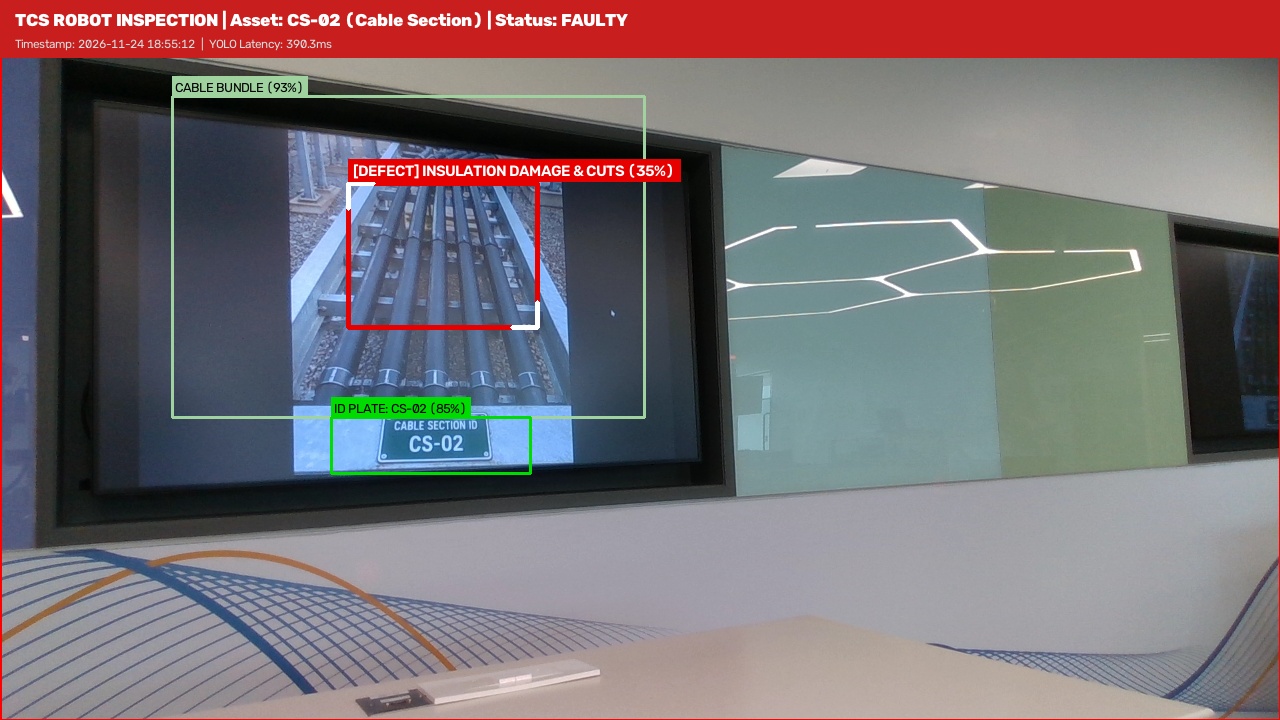 TCS ROBOT INSPECTION | Asset: CS-02 (Cable Section) | Status: FAULTY
Timestamp: 2026-11-24 18:55:12 | YOLO Latency: 390.3ms
CABLE BUNDLE (93%)
[DEFECT] INSULATION DAMAGE & CUTS (35%)
ID PLATE: CS-02 (85%)
CABLE SECTION ID
CS-02